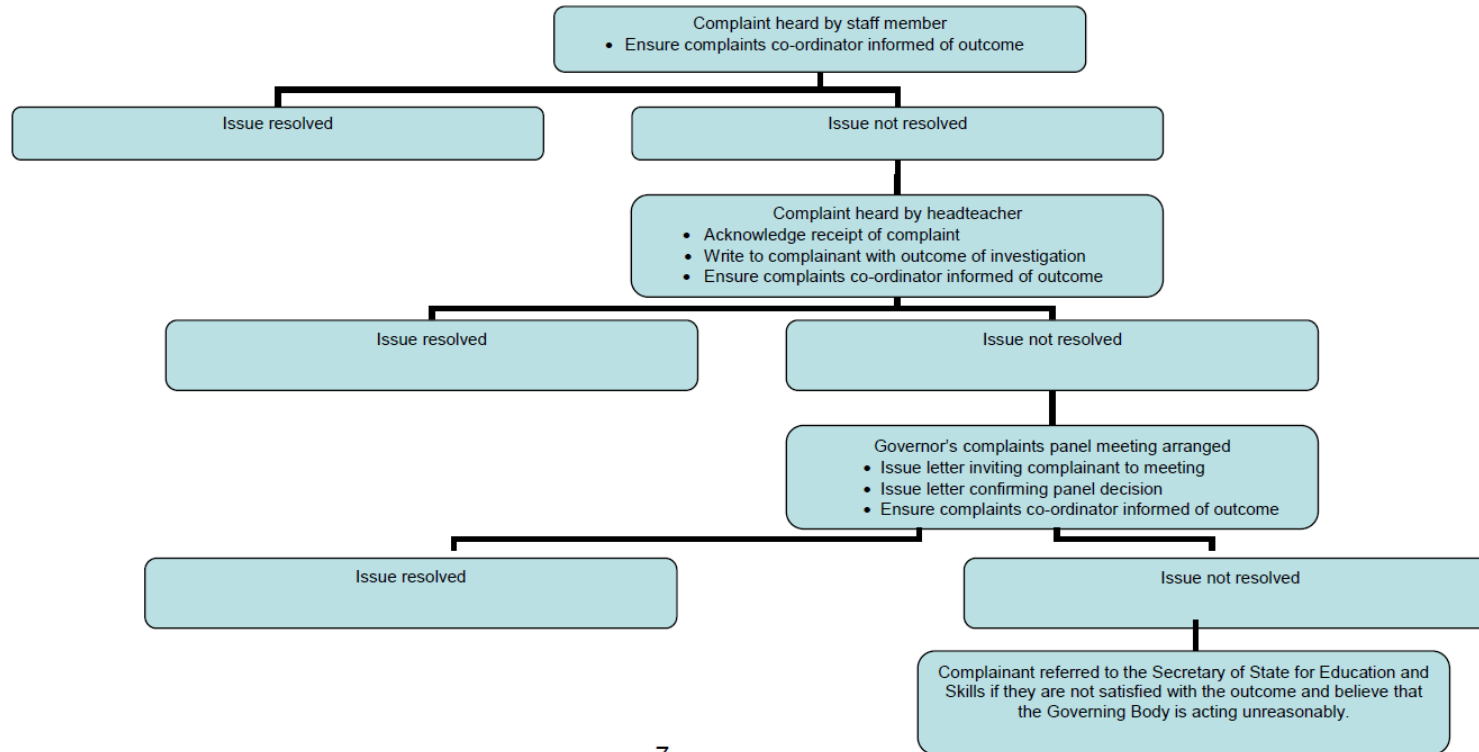 Complaint heard by staff member
• Ensure complaints co-ordinator informed of outcome
Issue resolved
Issue not resolved
Complaint heard by headteacher
• Acknowledge receipt of complaint
• Write to complainant with outcome of investigation
• Ensure complaints co-ordinator informed of outcome
Issue resolved
Issue not resolved
Governor's complaints panel meeting arranged
• Issue letter inviting complainant to meeting
• Issue letter confirming panel decision
• Ensure complaints co-ordinator informed of outcome
Issue resolved
Issue not resolved
Complainant referred to the Secretary of State for Education and
Skills if they are not satisfied with the outcome and believe that
the Governing Body is acting unreasonably.